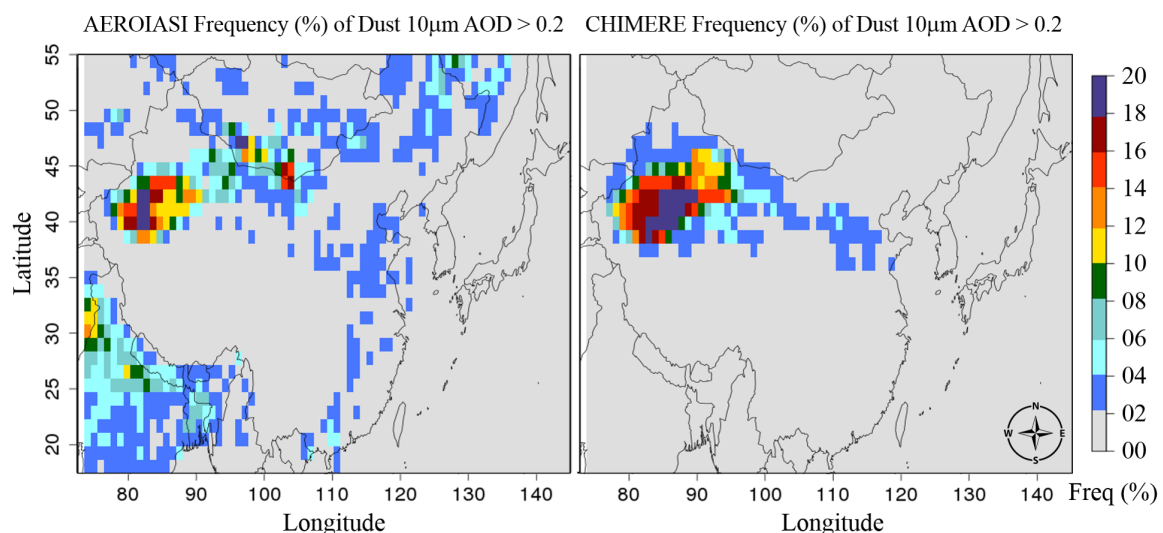 AEROIASI Frequency (%) of Dust 10μm AOD > 0.2
CHIMERE Frequency (%) of Dust 10μm AOD > 0.2
Latitude
55
50
45
40
35
30
25
20
80 90 100 110 120 130 140
Longitude
80 90 100 110 120 130 140
Longitude
N
W E
S
20
18
16
14
12
10
08
06
04
02
00
Freq (%)